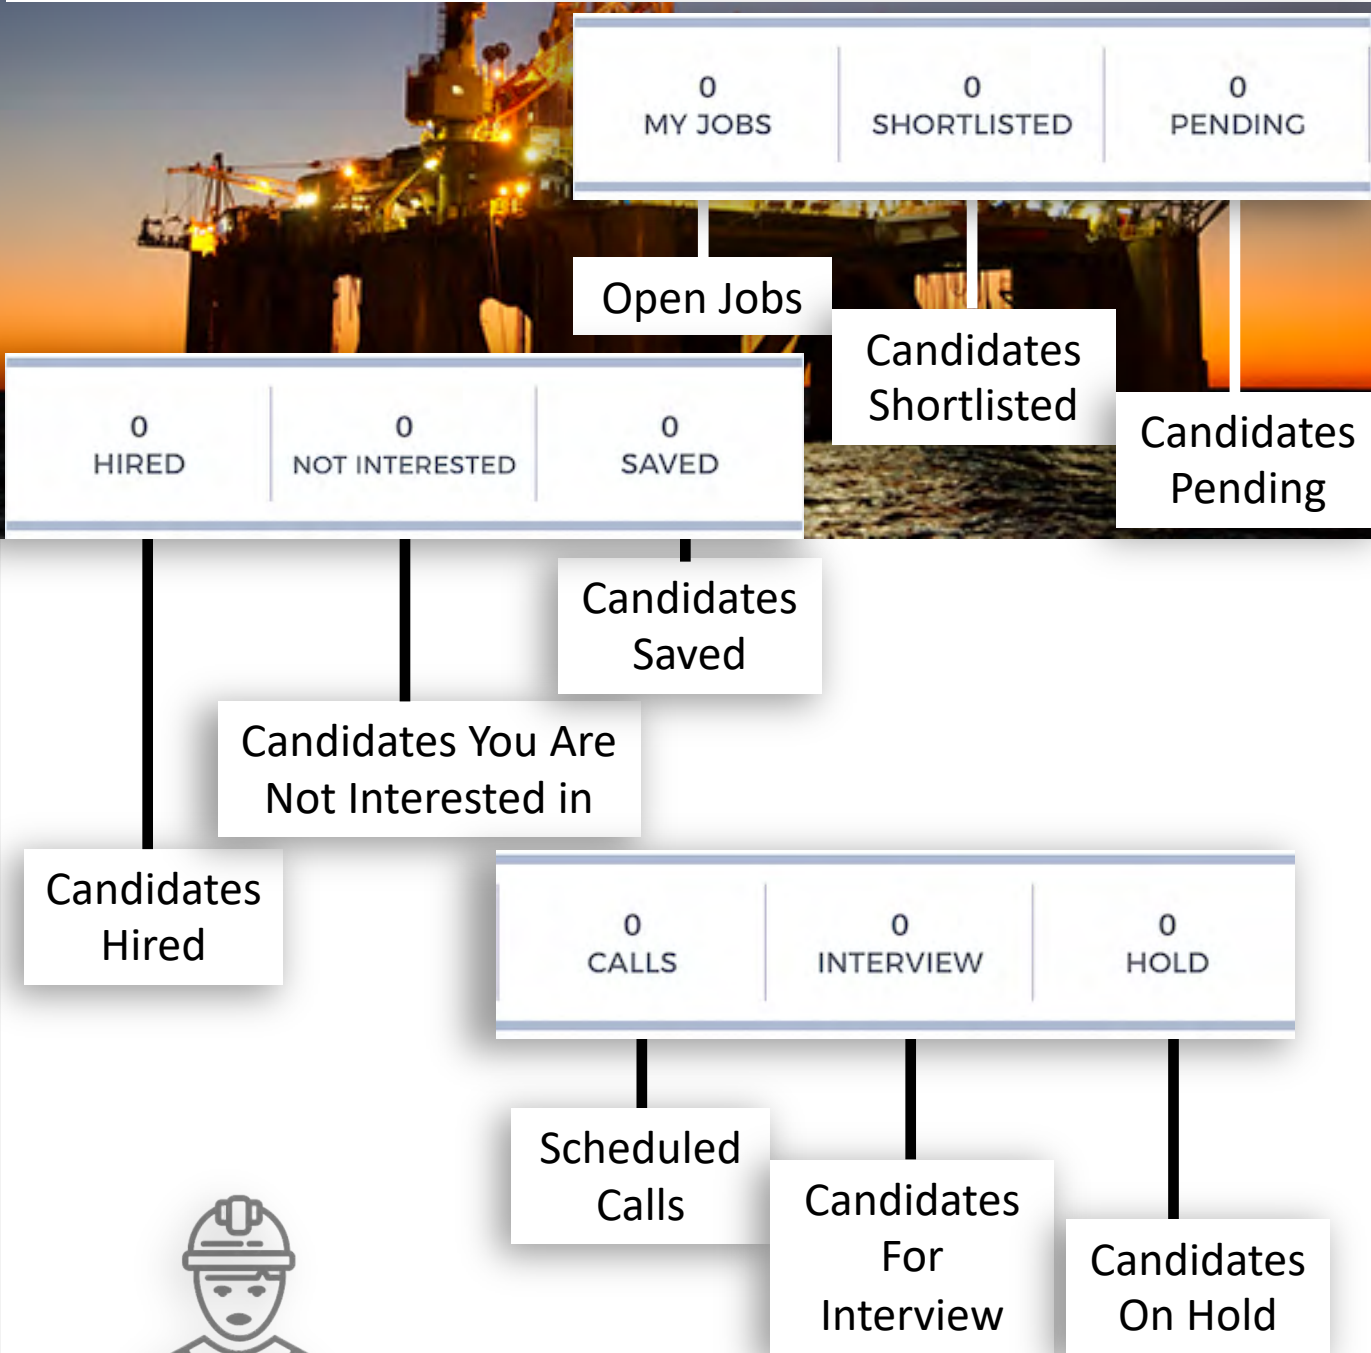 0
MY JOBS
0
SHORTLISTED
0
PENDING
Open Jobs
Candidates
Shortlisted
Candidates
Pending
0
HIRED
0
NOT INTERESTED
0
SAVED
Candidates
Saved
Candidates You Are
Not Interested in
Candidates
Hired
0
CALLS
0
INTERVIEW
0
HOLD
Scheduled
Calls
Candidates
For
Interview
Candidates
On Hold